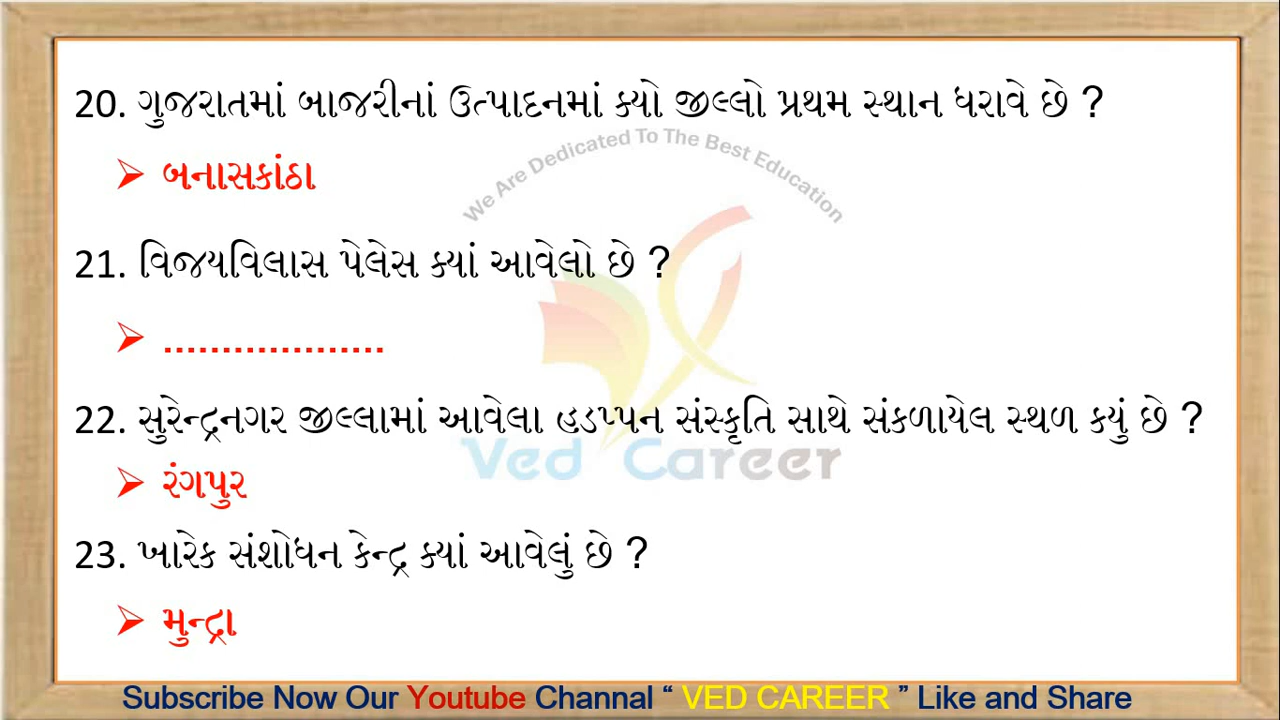 20. ગુજરાતમાં બાજરીનાં ઉત્પાદનમાં ક્યો જીલ્લો પ્રથમ સ્થાન ધરાવે છે ?
➢ બનાસકાંઠા
We Are Dedicated To The Best Education
21. વિજયવિલાસ પેલેસ ક્યાં આવેલો છે ?
➢ ...................
22. સુરેન્દ્રનગર જીલ્લામાં આવેલા હડપ્પન સંસ્કૃતિ સાથે સંકળાયેલ સ્થળ કયું છે ?
Ved Career
➢ રંગપુર
23. ખારેક સંશોધન કેન્દ્ર ક્યાં આવેલું છે ?
➢ મુન્દ્રા
Subscribe Now Our Youtube Channal “ VED CAREER ” Like and Share